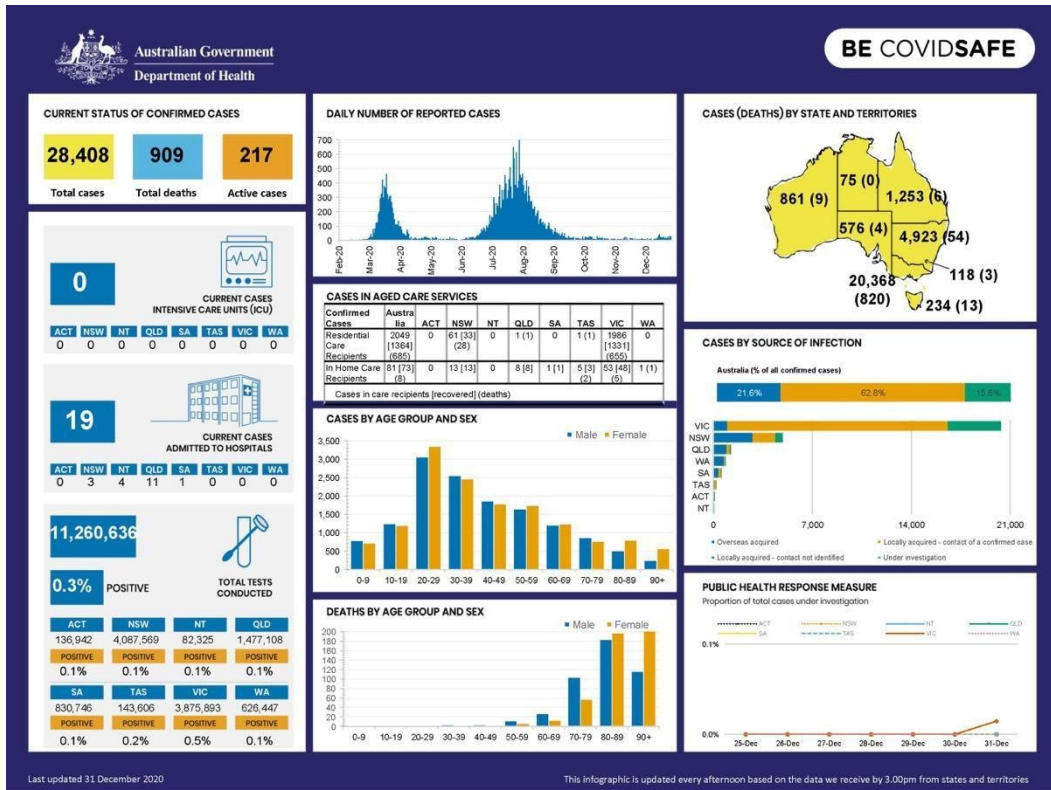 Australian Government
Department of Health
BE COVIDSAFE
CURRENT STATUS OF CONFIRMED CASES
28,408 909 217
Total cases Total deaths Active cases
0
CURRENT CASES
INTENSIVE CARE UNITS (ICU)
ACT NSW NT QLD SA TAS VIC WA
0 0 0 0 0 0 0 0
19
CURRENT CASES
ADMITTED TO HOSPITALS
ACT NSW NT QLD SA TAS VIC WA
0 3 4 11 1 0 0 0
11,260,636
0.3% POSITIVE
TOTAL TESTS
CONDUCTED
ACT NSW NT QLD
136,942 4,087,569 82,325 1,477,108
POSITIVE POSITIVE POSITIVE POSITIVE
0.1% 0.1% 0.1% 0.1%
SA TAS VIC WA
830,746 143,606 3,875,893 626,447
POSITIVE POSITIVE POSITIVE POSITIVE
0.1% 0.2% 0.5% 0.1%
DAILY NUMBER OF REPORTED CASES
700
600
500
400
300
200
100
0
Feb-20 Mar-20 Apr-20 May-20 Jun-20 Jul-20 Aug-20 Sep-20 Oct-20 Nov-20 Dec-20
CASES IN AGED CARE SERVICES
Confirmed Cases Austra lia ACT NSW NT QLD SA TAS VIC WA
Residential Care Recipients 2049 [1364] (685) 0 61 [33] (28) 0 1 (1) 0 1 (1) 1986 [1331] (655) 0
In Home Care Recipients 81 [73] (8) 0 13 [13] 0 8 [8] 1 [1] 5 [3] (2) 53 [48] (5) 1 (1)
Cases in care recipients [recovered] (deaths)
CASES BY AGE GROUP AND SEX
Male Female
3,500
3,000
2,500
2,000
1,500
1,000
500
0
0-9 10-19 20-29 30-39 40-49 50-59 60-69 70-79 80-89 90+
DEATHS BY AGE GROUP AND SEX
Male Female
200
180
160
140
120
100
80
60
40
20
0
0-9 10-19 20-29 30-39 40-49 50-59 60-69 70-79 80-89 90+
CASES (DEATHS) BY STATE AND TERRITORIES
75 (0)
861 (9)
1,253 (6)
576 (4)
4,923 (54)
118 (3)
20,368
(820)
234 (13)
CASES BY SOURCE OF INFECTION
Australia (% of all confirmed cases)
21.6% 62.8% 15.6%
VIC
NSW
QLD
WA
SA
TAS
ACT
NT
0 7,000 14,000 21,000
Overseas acquired Locally acquired - contact of a confirmed case
Locally acquired - contact not identified Under investigation
PUBLIC HEALTH RESPONSE MEASURE
Proportion of total cases under investigation
ACT NSW NT QLD
SA TAS VIC WA
0.1%
0.0%
25-Dec 26-Dec 27-Dec 28-Dec 29-Dec 30-Dec 31-Dec
Last updated 31 December 2020
This infographic is updated every afternoon based on the data we receive by 3.00pm from states and territories